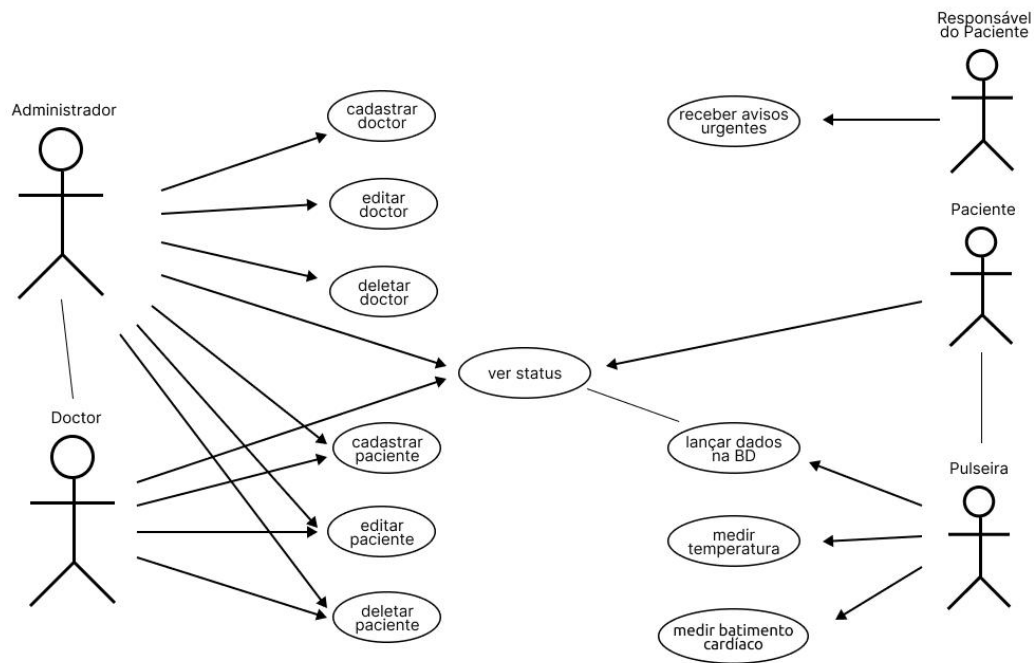 Responsável
do Paciente
Administrador
cadastrar
doctor
receber avisos
urgentes
editar
doctor
Paciente
deletar
doctor
ver status
Doctor
cadastrar
paciente
lançar dados
na BD
Pulseira
editar
paciente
medir
temperatura
deletar
paciente
medir batimento
cardíaco